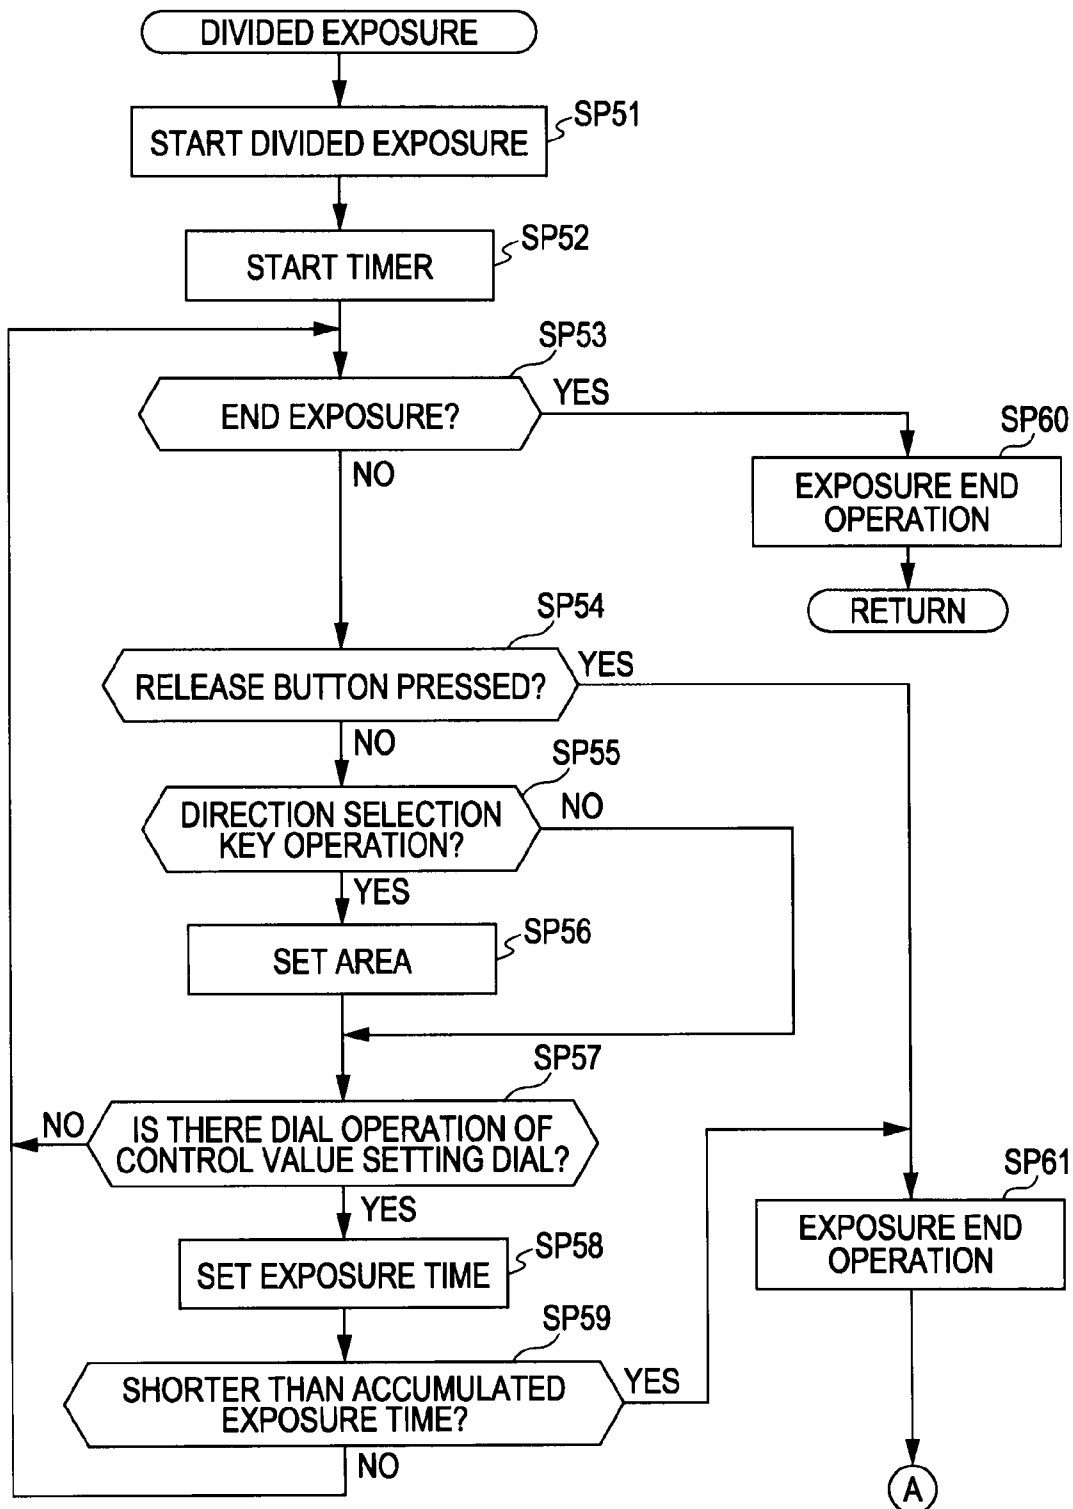 DIVIDED EXPOSURE
SP51
START DIVIDED EXPOSURE
SP52
START TIMER
SP53
END EXPOSURE?
YES
NO
SP60
EXPOSURE END
OPERATION
RETURN
SP54
RELEASE BUTTON PRESSED?
YES
NO
SP55
DIRECTION SELECTION
KEY OPERATION?
NO
YES
SP56
SET AREA
SP57
NO
IS THERE DIAL OPERATION OF
CONTROL VALUE SETTING DIAL?
YES
SP61
EXPOSURE END
OPERATION
SP58
SET EXPOSURE TIME
SP59
SHORTER THAN ACCUMULATED
EXPOSURE TIME?
YES
NO
A